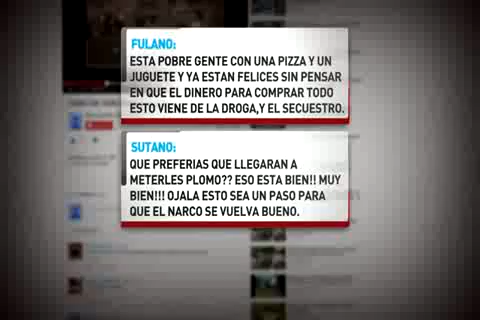 FULANO:
ESTA POBRE GENTE CON UNA PIZZA Y UN
JUGUETE Y YA ESTAN FELICES SIN PENSAR
EN QUE EL DINERO PARA COMPRAR TODO
ESTO VIENE DE LA DROGA,Y EL SECUESTRO.
SUTANO:
QUE PREFERIAS QUE LLEGARAN A
METERLES PLOMO?? ESO ESTA BIEN!! MUY
BIEN!!! OJALA ESTO SEA UN PASO PARA
QUE EL NARCO SE VUELVA BUENO.